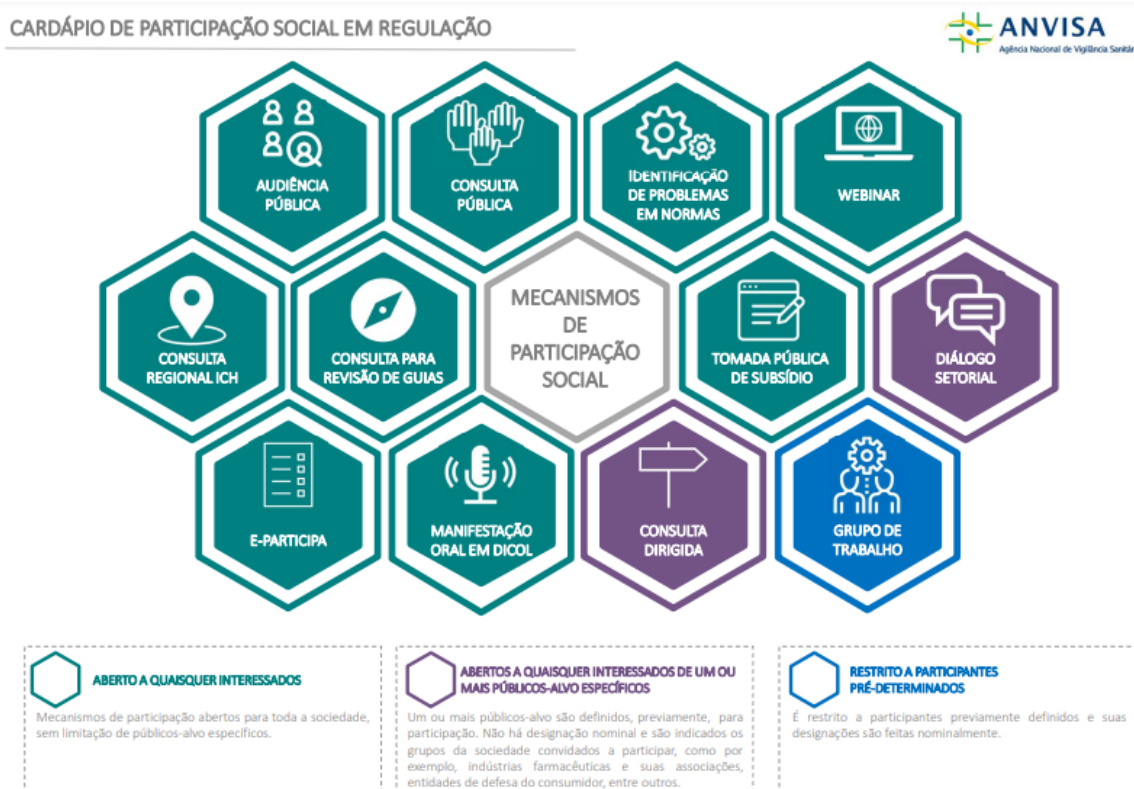 CARDÁPIO DE PARTICIPAÇÃO SOCIAL EM REGULAÇÃO
ANVISA
Agência Nacional de Vigilância Sanitár
AUDIÊNCIA
PÚBLICA
CONSULTA
PÚBLICA
IDENTIFICAÇÃO
DE PROBLEMAS
EM NORMAS
WEBINAR
CONSULTA
REGIONAL ICH
CONSULTA PARA
REVISÃO DE GUIAS
MECANISMOS
DE
PARTICIPAÇÃO
SOCIAL
TOMADA PÚBLICA
DE SUBSÍDIO
DIÁLOGO
SETORIAL
E-PARTICIPA
MANIFESTAÇÃO
ORAL EM DICOL
CONSULTA
DIRIGIDA
GRUPO DE
TRABALHO
ABERTO A QUAISQUER INTERESSADOS
Mecanismos de participação abertos para toda a sociedade,
sem limitação de públicos-alvo específicos.
ABERTOS A QUAISQUER INTERESSADOS DE UM OU
MAIS PÚBLICOS-ALVO ESPECÍFICOS
Um ou mais públicos-alvo são definidos, previamente, para
participação. Não há designação nominal e são indicados os
grupos da sociedade convidados a participar, como por
exemplo, indústrias farmacêuticas e suas associações,
entidades de defesa do consumidor, entre outros.
RESTRITO A PARTICIPANTES
PRÉ-DETERMINADOS
É restrito a participantes previamente definidos e suas
designações são feitas nominalmente.